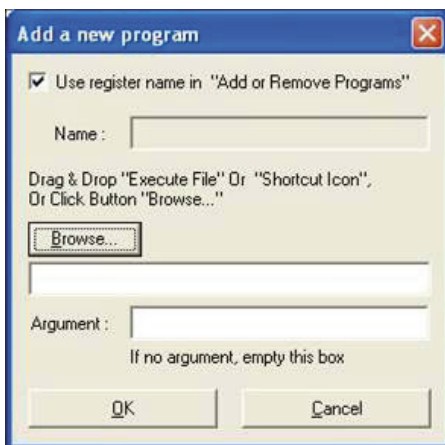 Add a new program
Use register name in "Add or Remove Programs"
Name :
Drag & Drop "Execute File" Or "Shortcut Icon",
Or Click Button "Browse..."
Browse...
Argument :
If no argument, empty this box
OK
Cancel